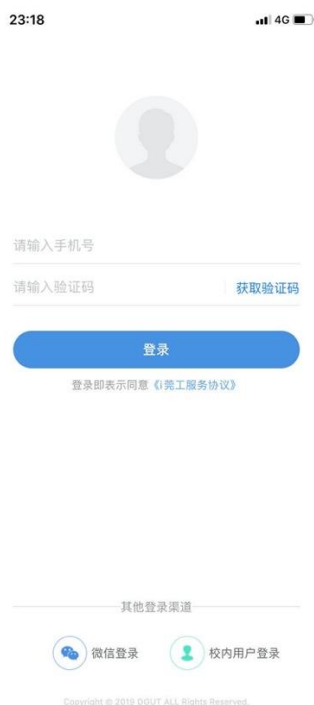 23:18
4G
请输入手机号
请输入验证码
获取验证码
登录
登录即表示同意《i莞工服务协议》
其他登录渠道
微信登录
校内用户登录
Copyright © 2019 DGUT ALL Rights Reserved.